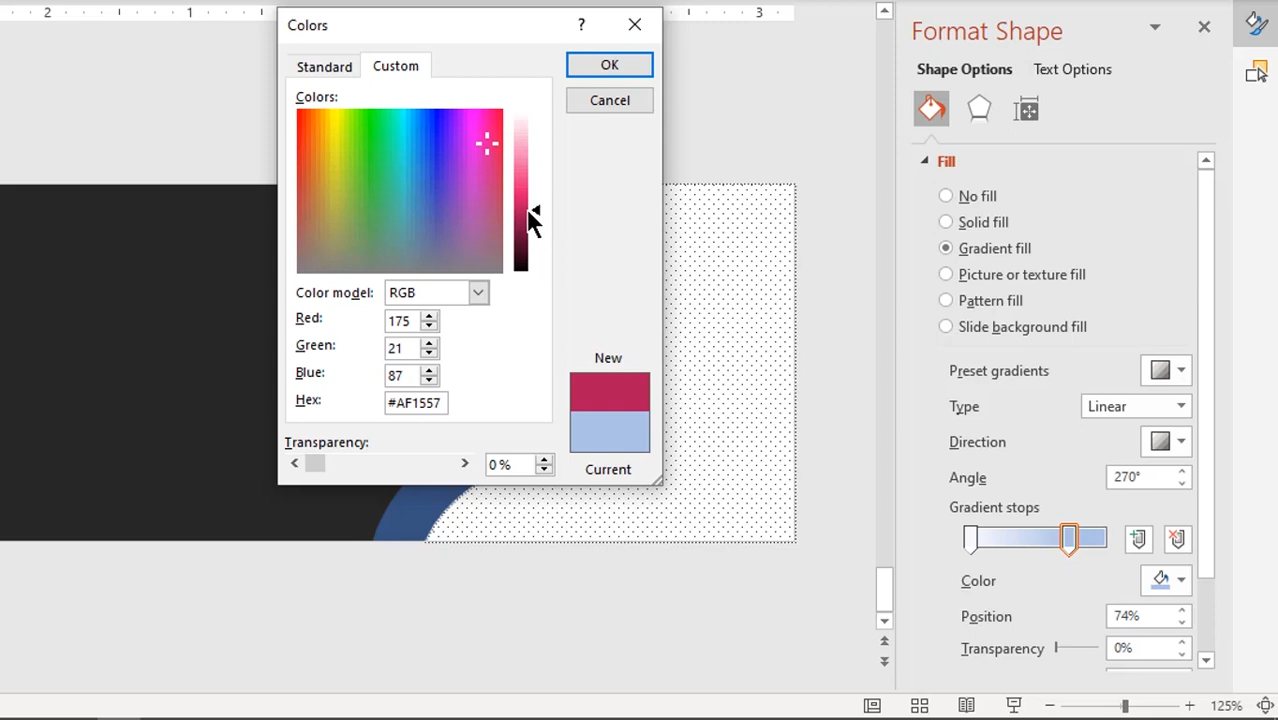 2
1
3
Colors
?
Standard
Custom
OK
Cancel
Colors:
Color model: RGB
Red: 175
Green: 21
Blue: 87
Hex: #AF1557
Transparency:
0 %
New
Current
Format Shape
Shape Options
Text Options
Fill
No fill
Solid fill
Gradient fill
Picture or texture fill
Pattern fill
Slide background fill
Preset gradients
Type Linear
Direction
Angle 270°
Gradient stops
Color
Position 74%
Transparency 0%
125%